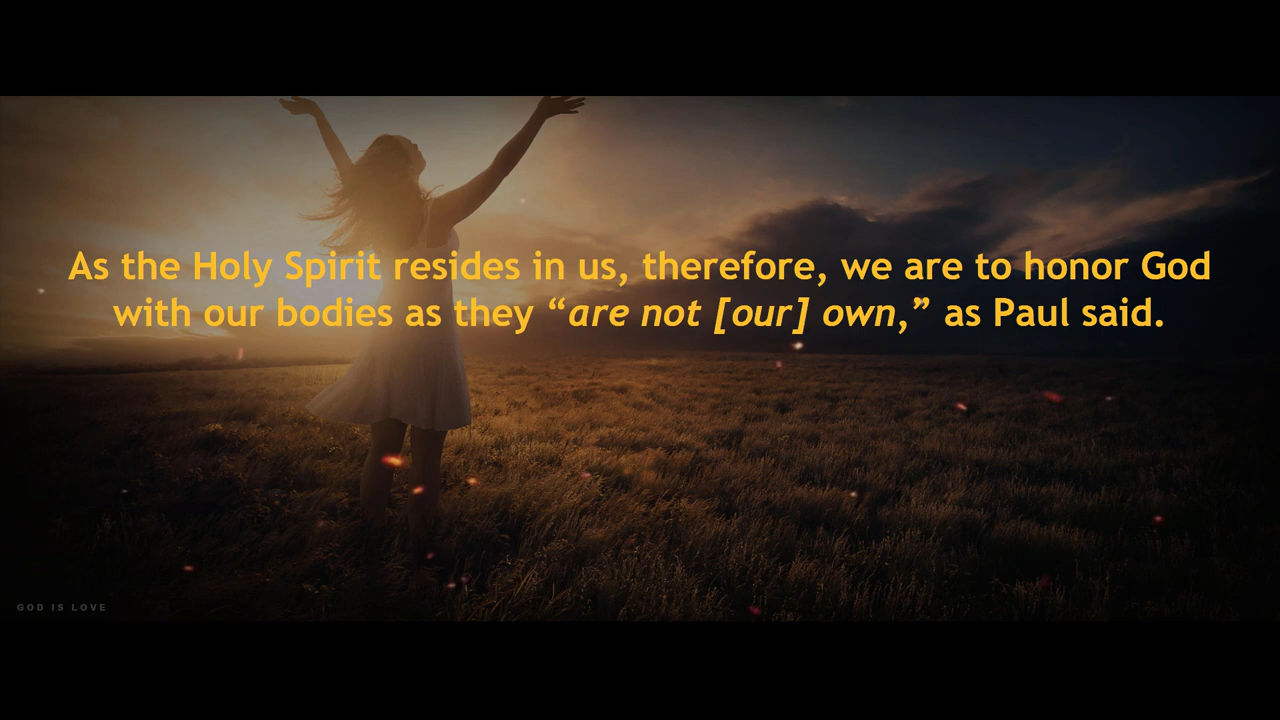 As the Holy Spirit resides in us, therefore, we are to honor God
with our bodies as they “are not [our] own,” as Paul said.
GOD IS LOVE